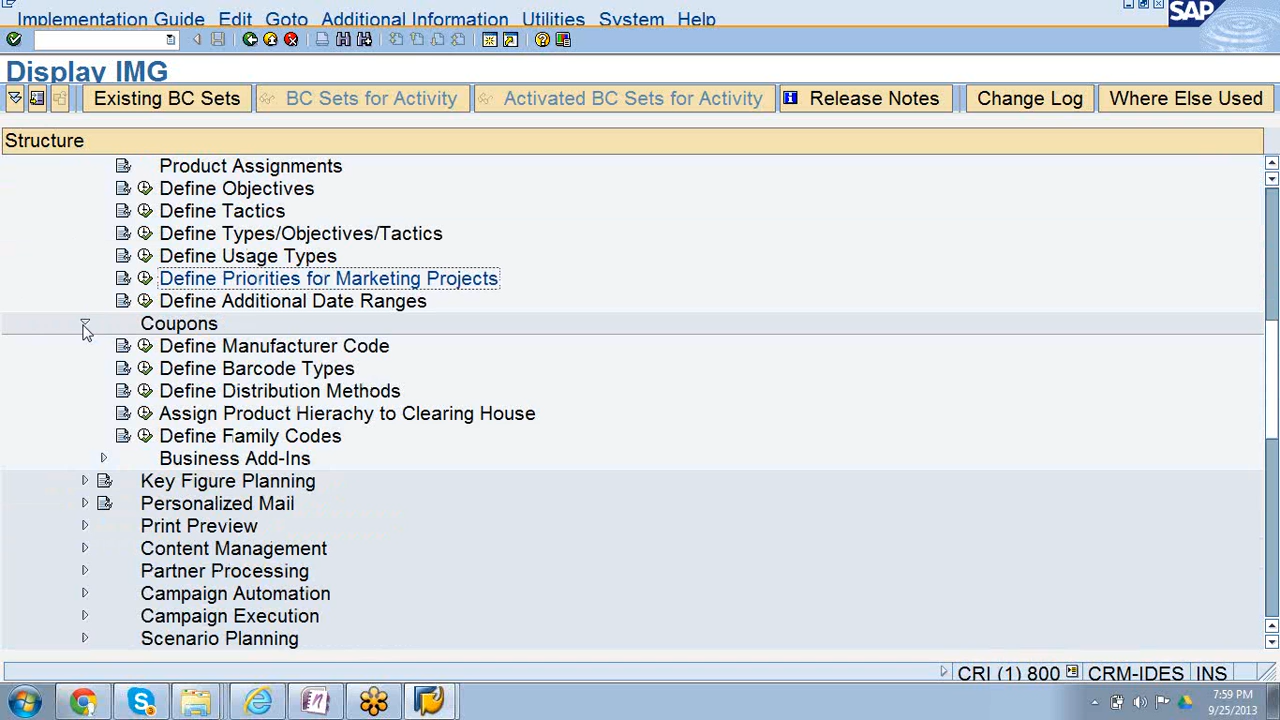 Implementation Guide Edit Goto Additional Information Utilities System Help
SAP
Display IMG
Existing BC Sets BC Sets for Activity Activated BC Sets for Activity Release Notes Change Log Where Else Used
Structure
Product Assignments
Define Objectives
Define Tactics
Define Types/Objectives/Tactics
Define Usage Types
Define Priorities for Marketing Projects
Define Additional Date Ranges
Coupons
Define Manufacturer Code
Define Barcode Types
Define Distribution Methods
Assign Product Hierachy to Clearing House
Define Family Codes
Business Add-Ins
Key Figure Planning
Personalized Mail
Print Preview
Content Management
Partner Processing
Campaign Automation
Campaign Execution
Scenario Planning
CRI (1) 800 CRM-IDES INS
7:59 PM
9/25/2013